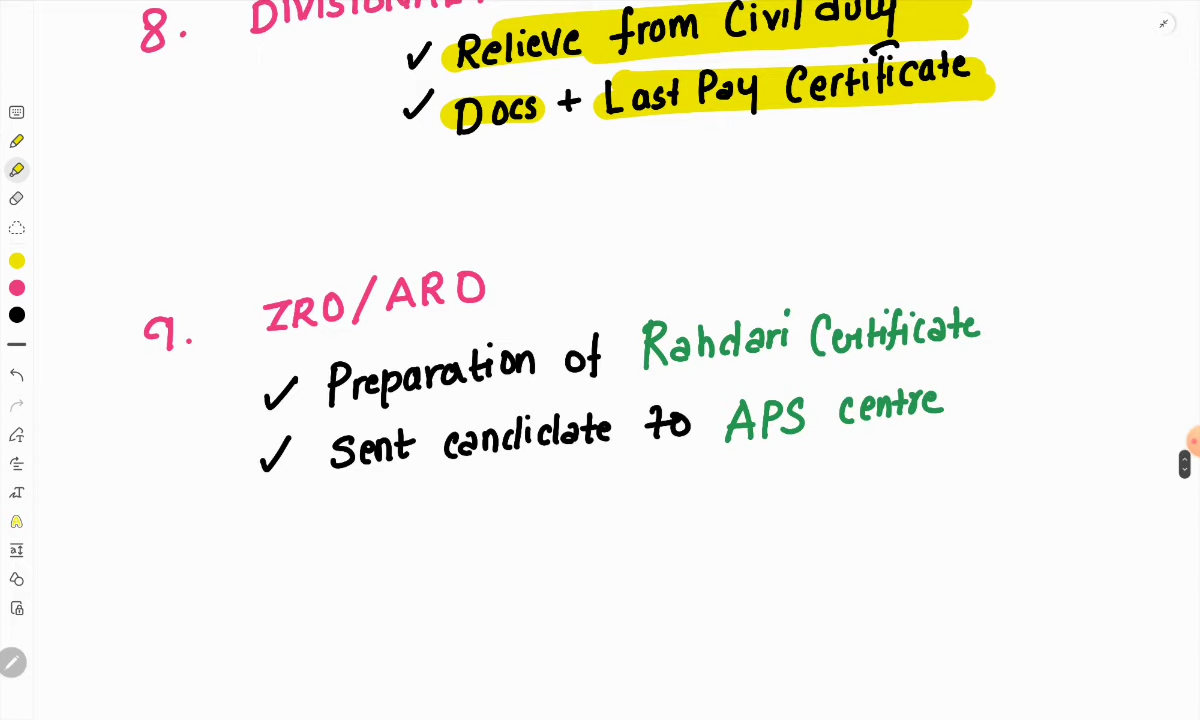 8. DIVISIONAL
✓ Relieve from Civil duty
✓ Docs + Last Pay Certificate
9. ZRO/ARO
✓ Preparation of Rahdari Certificate
✓ Sent candidate to APS centre